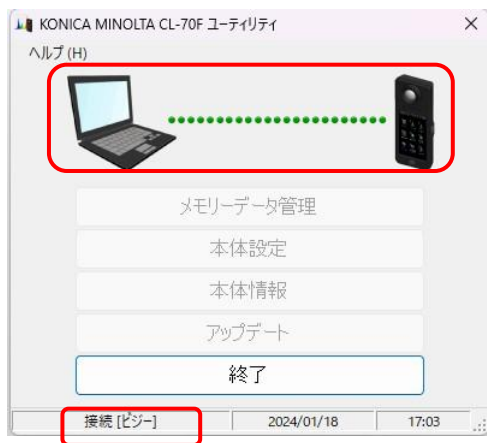 KONICA MINOLTA CL-70F ユーティリティ
ヘルプ(H)
メモリーデータ管理
本体設定
本体情報
アップデート
終了
接続 [ビジー] 2024/01/18 17:03